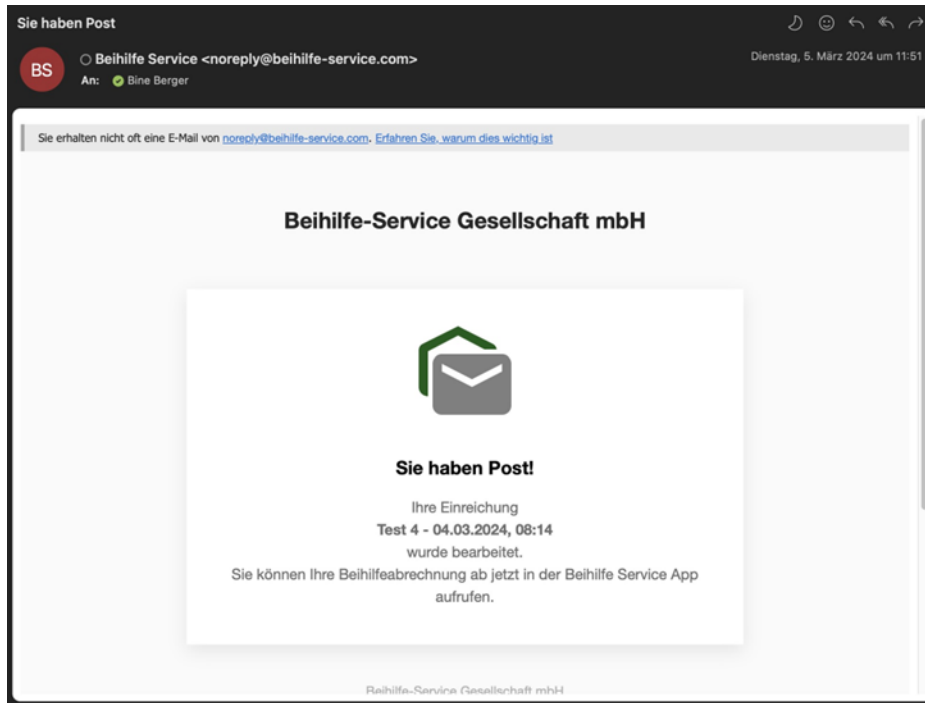 Sie haben Post
BS
Beihilfe Service <noreply@beihilfe-service.com>
Dienstag, 5. März 2024 um 11:51
An: Bine Berger
Sie erhalten nicht oft eine E-Mail von noreply@beihilfe-service.com. Erfahren Sie, warum dies wichtig ist
Beihilfe-Service Gesellschaft mbH
Sie haben Post!
Ihre Einreichung
Test 4 - 04.03.2024, 08:14
wurde bearbeitet.
Sie können Ihre Beihilfeabrechnung ab jetzt in der Beihilfe Service App
aufrufen.
Beihilfe-Service Gesellschaft mbH